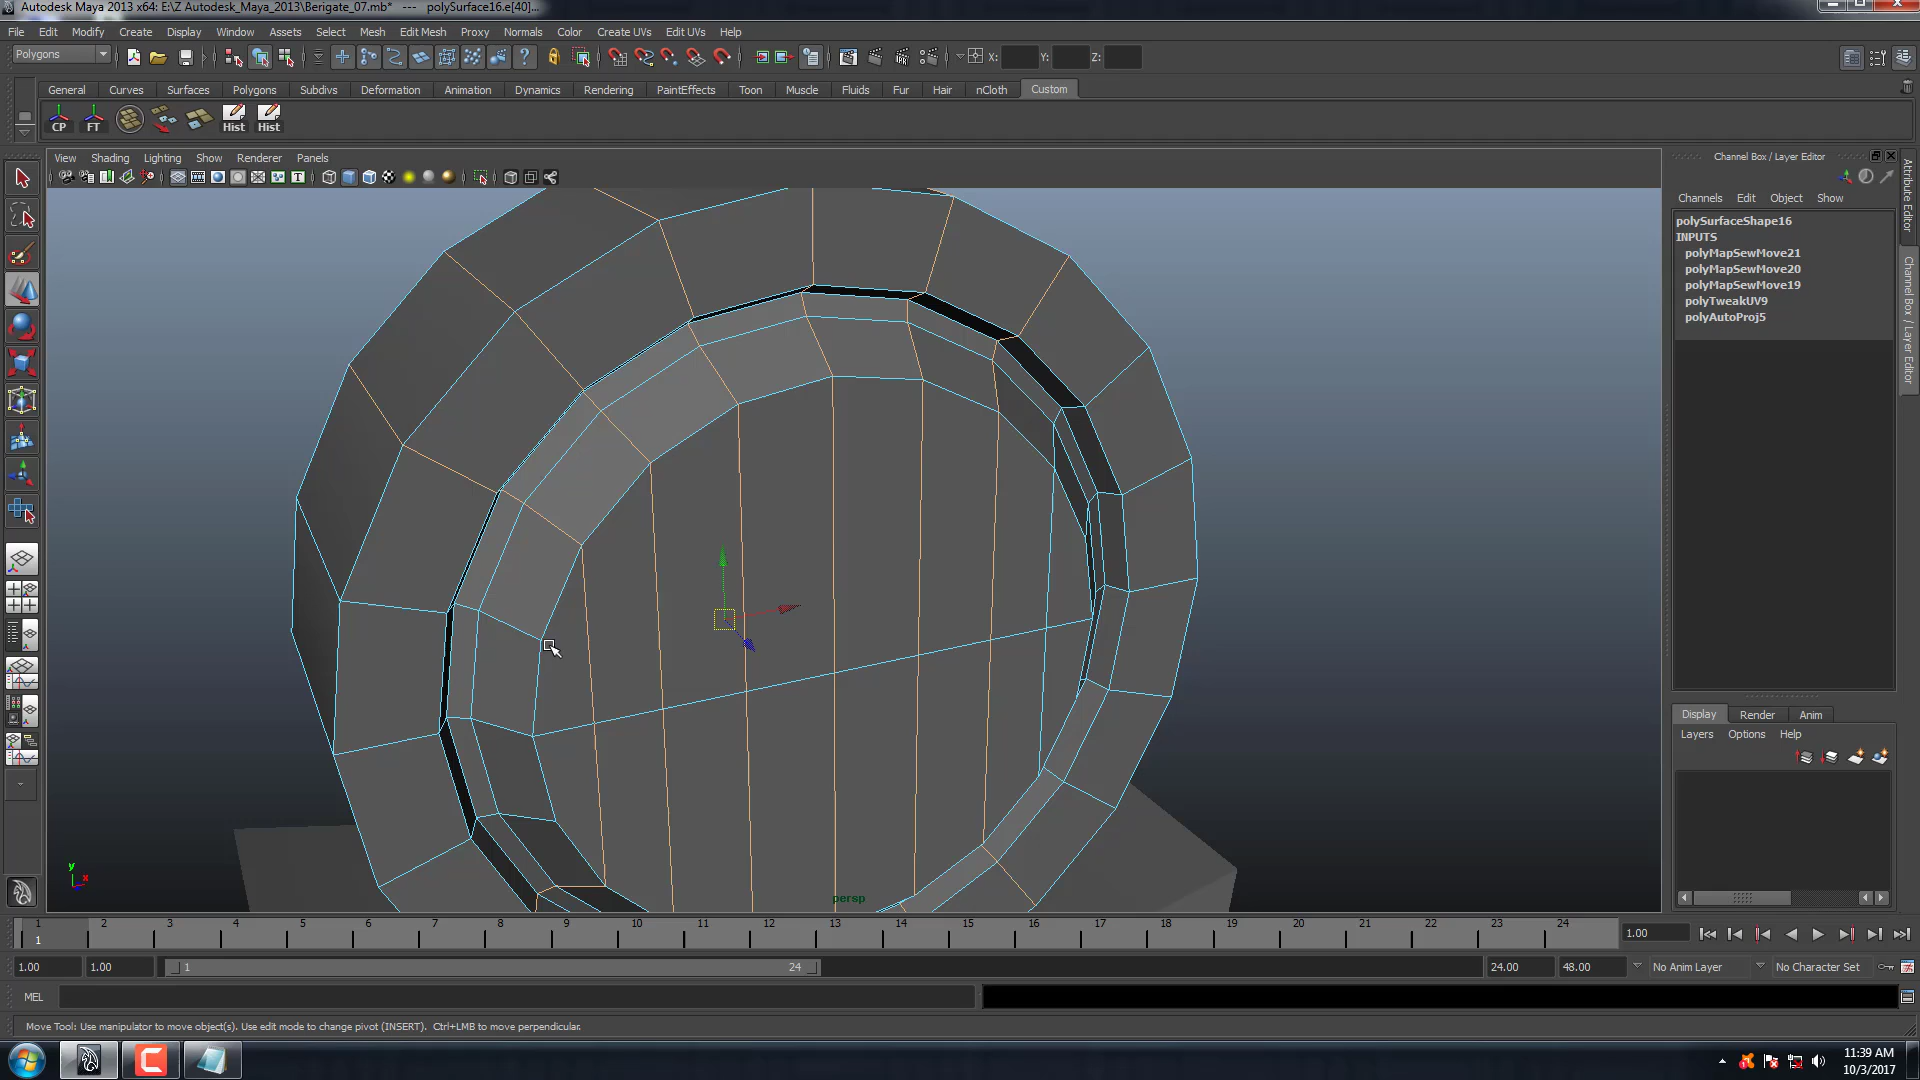 Autodesk Maya 2013 x64: E:\Z Autodesk_Maya_2013\Berigate_07.mb* --- polySurface16.e[40]...
File Edit Modify Create Display Window Assets Select Mesh Edit Mesh Proxy Normals Color Create UVs Edit UVs Help
Polygons X: Y: Z:
General Curves Surfaces Polygons Subdivs Deformation Animation Dynamics Rendering PaintEffects Toon Muscle Fluids Fur Hair nCloth Custom
CP FT Hist Hist
View Shading Lighting Show Renderer Panels
Channel Box / Layer Editor
Channels Edit Object Show
polySurfaceShape16
INPUTS
polyMapSewMove21
polyMapSewMove20
polyMapSewMove19
polyTweakUV9
polyAutoProj5
Attribute Editor
Channel Box / Layer Editor
Display Render Anim
Layers Options Help
y
x
persp
1 2 3 4 5 6 7 8 9 10 11 12 13 14 15 16 17 18 19 20 21 22 23 24
1
1.00
1.00 1.00 1 24 24.00 48.00 No Anim Layer No Character Set
MEL
Move Tool: Use manipulator to move object(s). Use edit mode to change pivot (INSERT). Ctrl+LMB to move perpendicular.
11:39 AM
10/3/2017